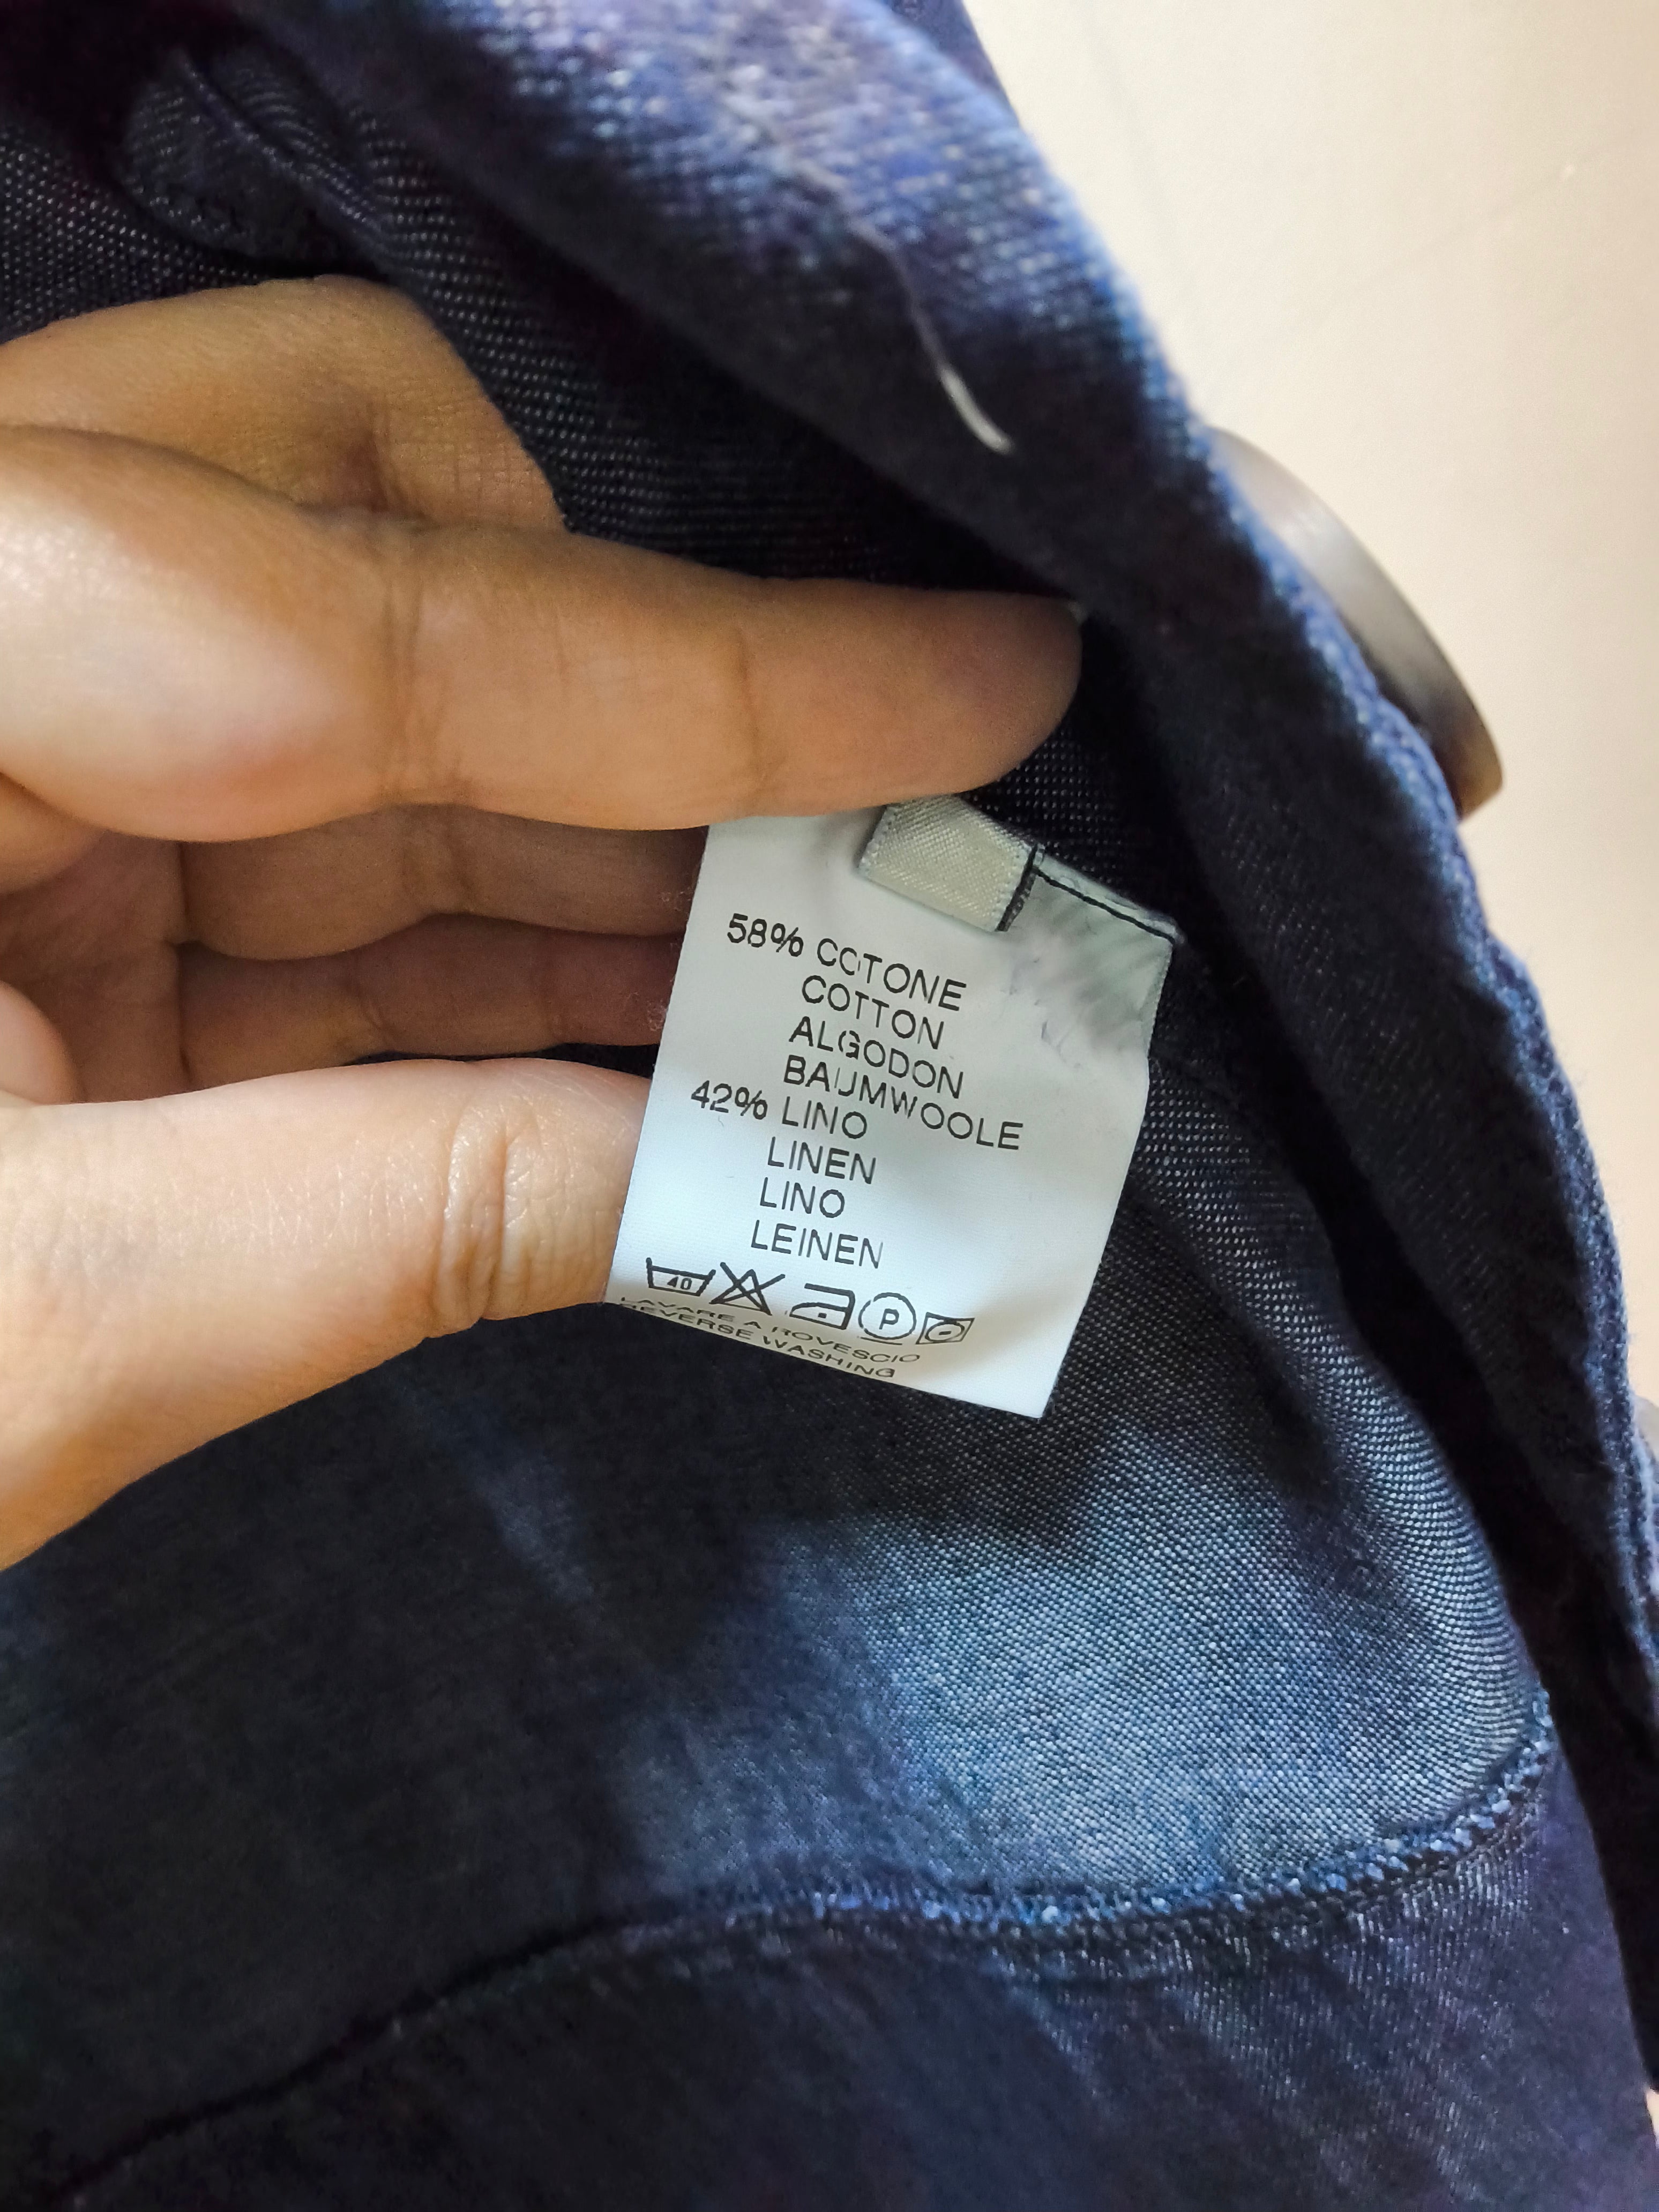 58% COTONE
COTTON
ALGODON
BAUMWOOLE
42% LINO
LINEN
LINO
LEINEN
40 P
LAVARE A ROVESCIO
REVERSE WASHING